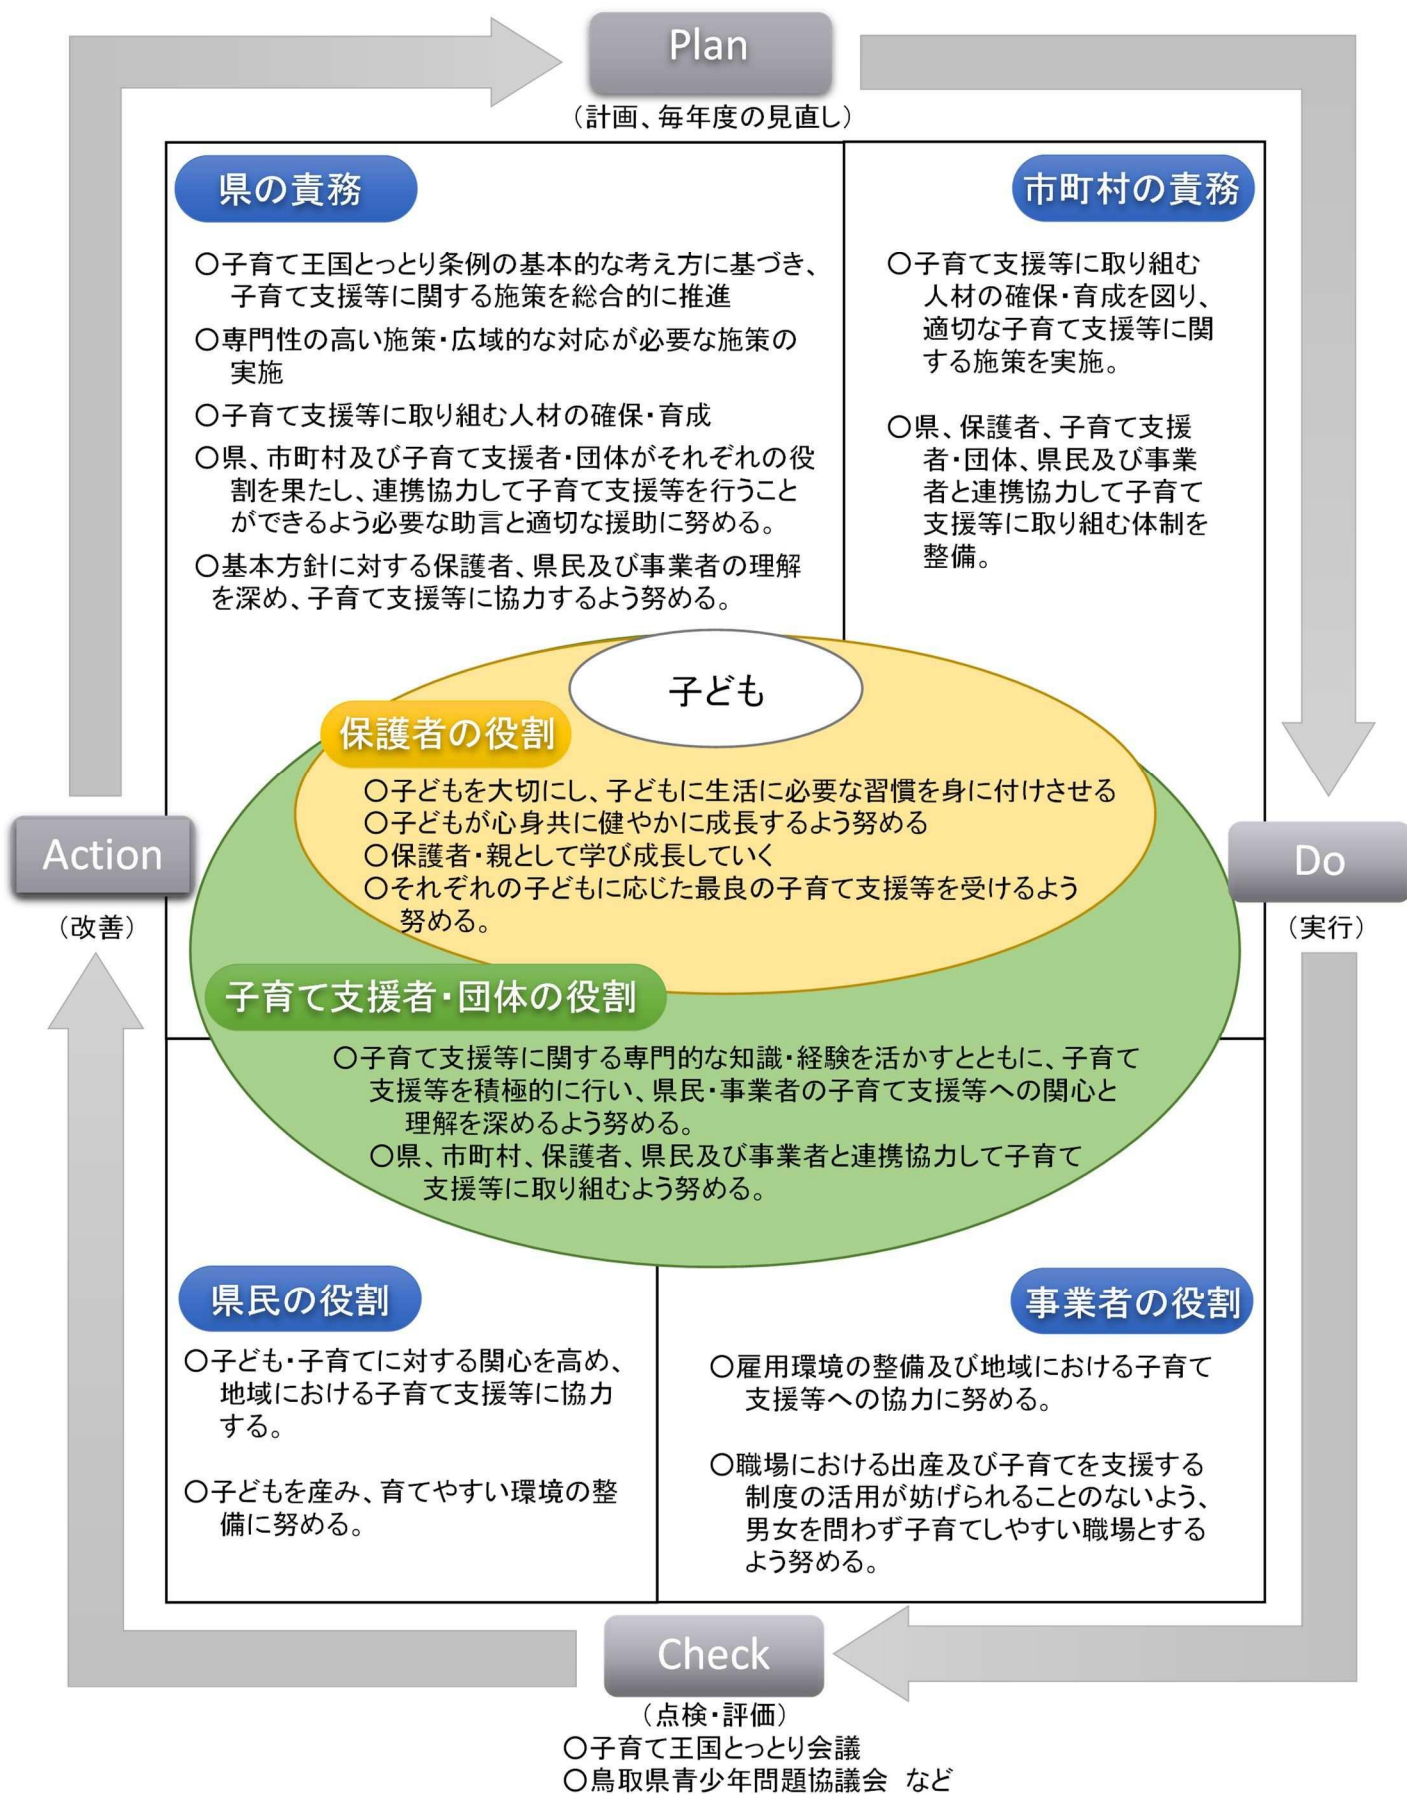 Plan
（計画、毎年度の見直し）
県の責務
○子育て王国とっとり条例の基本的な考え方に基づき、
子育て支援等に関する施策を総合的に推進
○専門性の高い施策・広域的な対応が必要な施策の
実施
○子育て支援等に取り組む人材の確保・育成
○県、市町村及び子育て支援者・団体がそれぞれの役
割を果たし、連携協力して子育て支援等を行うこと
ができるよう必要な助言と適切な援助に努める。
○基本方針に対する保護者、県民及び事業者の理解
を深め、子育て支援等に協力するよう努める。
市町村の責務
○子育て支援等に取り組む
人材の確保・育成を図り、
適切な子育て支援等に関
する施策を実施。
○県、保護者、子育て支援
者・団体、県民及び事業
者と連携協力して子育て
支援等に取り組む体制を
整備。
子ども
保護者の役割
○子どもを大切にし、子どもに生活に必要な習慣を身に付けさせる
○子どもが心身共に健やかに成長するよう努める
○保護者・親として学び成長していく
○それぞれの子どもに応じた最良の子育て支援等を受けるよう
努める。
Action
（改善）
Do
（実行）
子育て支援者・団体の役割
○子育て支援等に関する専門的な知識・経験を活かすとともに、子育て
支援等を積極的に行い、県民・事業者の子育て支援等への関心と
理解を深めるよう努める。
○県、市町村、保護者、県民及び事業者と連携協力して子育て
支援等に取り組むよう努める。
県民の役割
○子ども・子育てに対する関心を高め、
地域における子育て支援等に協力
する。
○子どもを産み、育てやすい環境の整
備に努める。
事業者の役割
○雇用環境の整備及び地域における子育て
支援等への協力に努める。
○職場における出産及び子育てを支援する
制度の活用が妨げられることのないよう、
男女を問わず子育てしやすい職場とする
よう努める。
Check
（点検・評価）
○子育て王国とっとり会議
○鳥取県青少年問題協議会 など